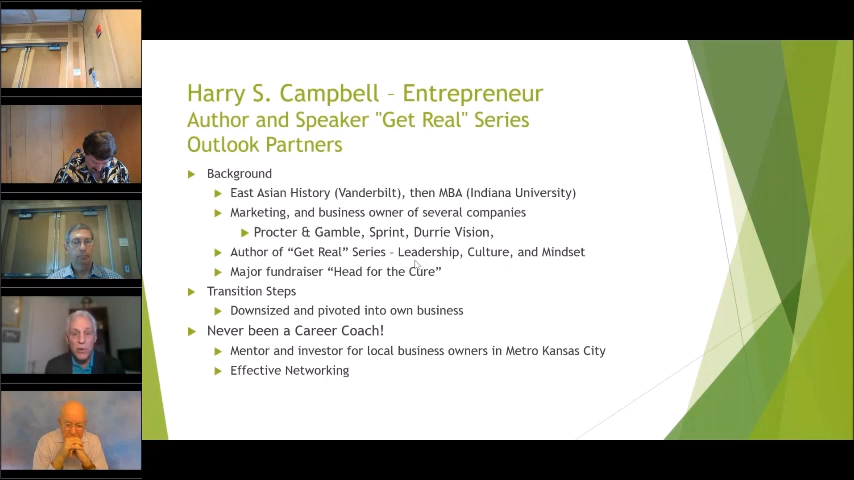 Harry S. Campbell – Entrepreneur
Author and Speaker "Get Real" Series
Outlook Partners
Background
East Asian History (Vanderbilt), then MBA (Indiana University)
Marketing, and business owner of several companies
Procter & Gamble, Sprint, Durrie Vision,
Author of “Get Real” Series – Leadership, Culture, and Mindset
Major fundraiser “Head for the Cure”
Transition Steps
Downsized and pivoted into own business
Never been a Career Coach!
Mentor and investor for local business owners in Metro Kansas City
Effective Networking